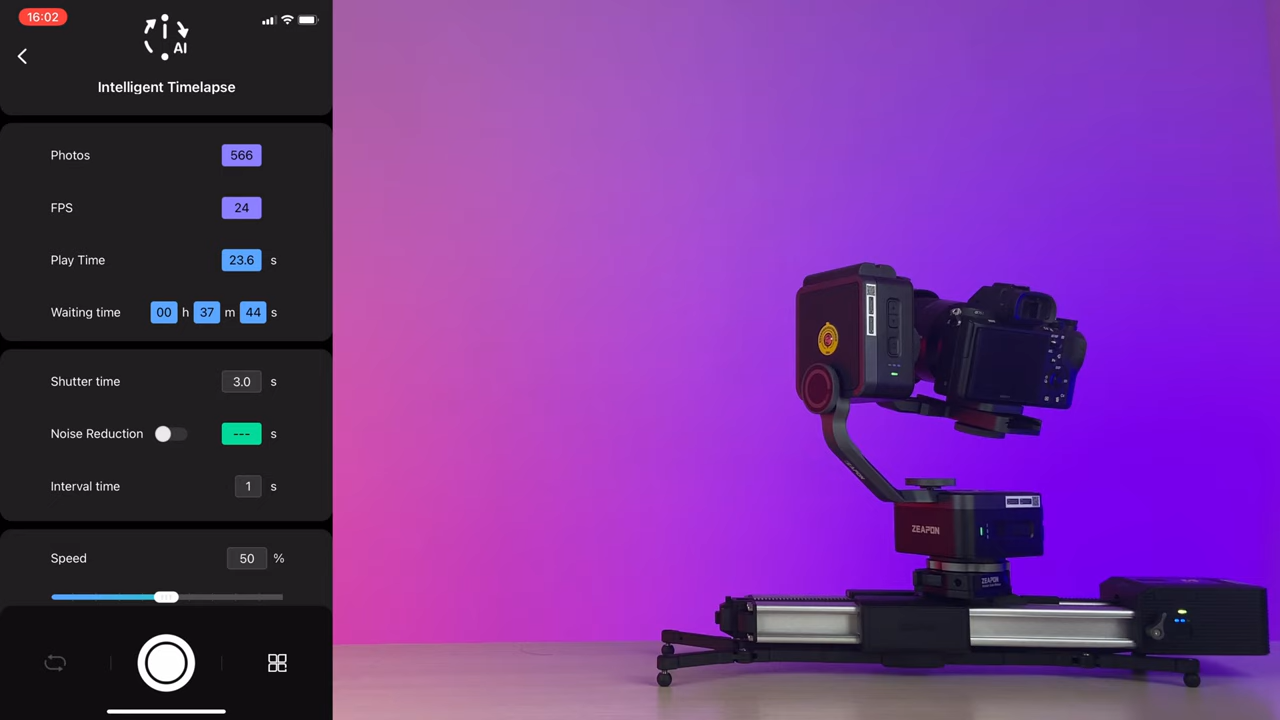 16:02
AI
Intelligent Timelapse
Photos 566
FPS 24
Play Time 23.6 s
Waiting time 00 h 37 m 44 s
Shutter time 3.0 s
Noise Reduction --- s
Interval time 1 s
Speed 50 %
ZEAPON
ZEAPON